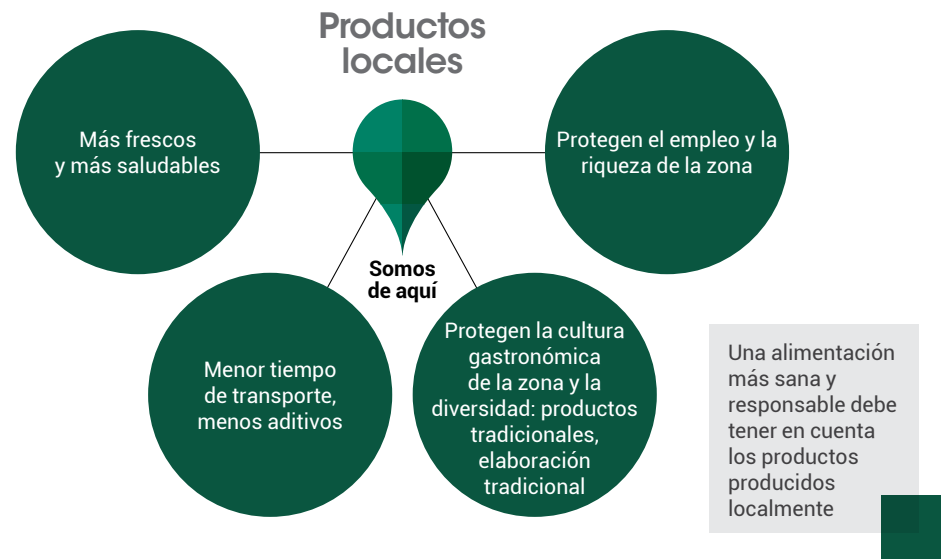 Productos
locales
Más frescos
y más saludables
Protegen el empleo y la
riqueza de la zona
Somos
de aquí
Menor tiempo
de transporte,
menos aditivos
Protegen la cultura
gastronómica
de la zona y la
diversidad: productos
tradicionales,
elaboración
tradicional
Una alimentación
más sana y
responsable debe
tener en cuenta
los productos
producidos
localmente